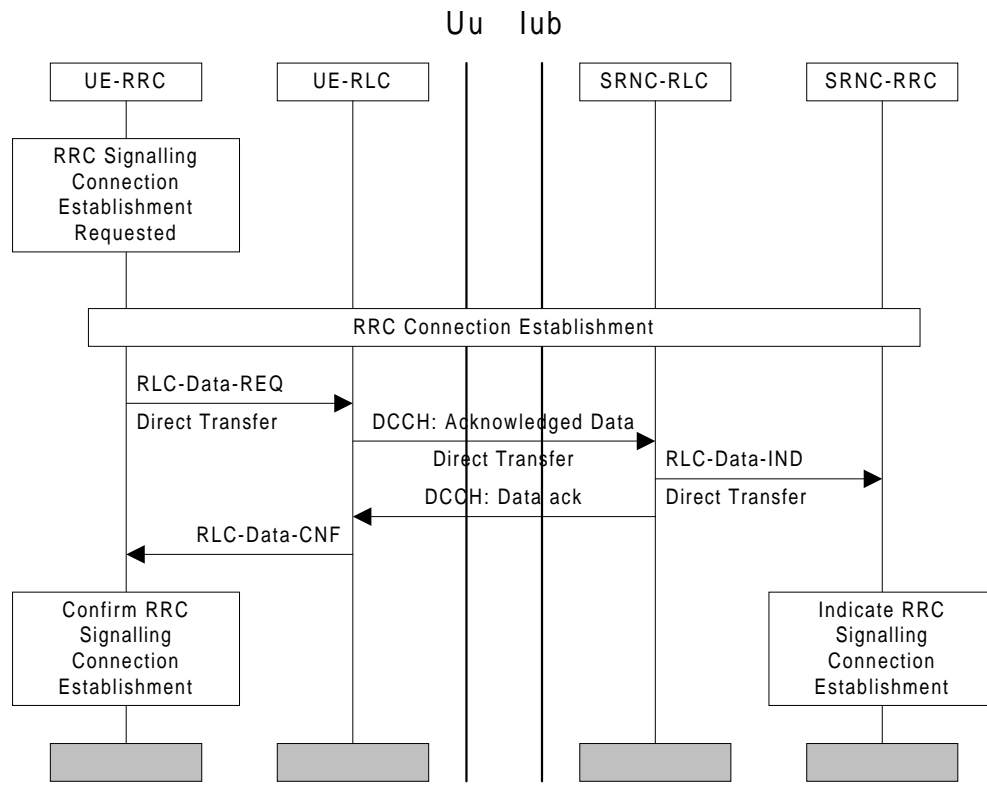 Uu Iub
UE-RRC UE-RLC SRNC-RLC SRNC-RRC
RRC Signalling
Connection
Establishment
Requested
RRC Connection Establishment
RLC-Data-REQ
Direct Transfer
DCCH: Acknowledged Data
Direct Transfer
RLC-Data-IND
Direct Transfer
DCCH: Data ack
RLC-Data-CNF
Confirm RRC
Signalling
Connection
Establishment
Indicate RRC
Signalling
Connection
Establishment